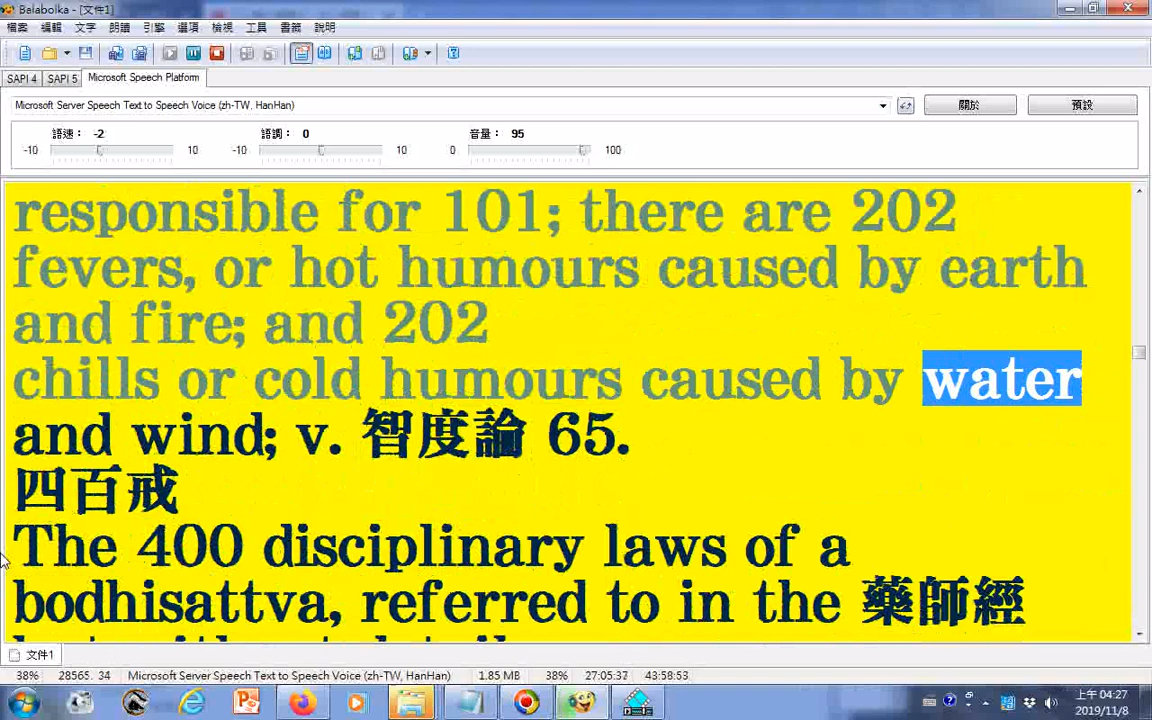 Balabolka - [文件1]
檔案 編輯 文字 朗讀 引擎 選項 檢視 工具 書籤 說明
SAPI 4 SAPI 5 Microsoft Speech Platform
Microsoft Server Speech Text to Speech Voice (zh-TW, HanHan) 關於 預設
語速： -2 語調： 0 音量： 95
-10 10 -10 10 0 100
responsible for 101; there are 202
fevers, or hot humours caused by earth
and fire; and 202
chills or cold humours caused by water
and wind; v. 智度論 65.
四百戒
The 400 disciplinary laws of a
bodhisattva, referred to in the 藥師經
文件1
38% 28565. 34 Microsoft Server Speech Text to Speech Voice (zh-TW, HanHan) 1.85 MB 38% 27:05:37 43:58:53
上午 04:27
2019/11/8